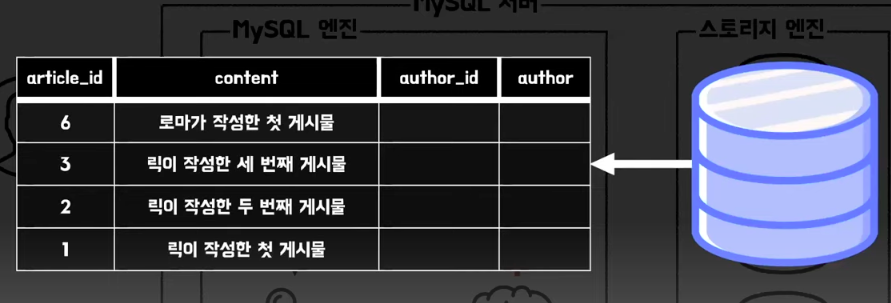 MySQL 서버
MySQL 엔진
스토리지 엔진
article_id content author_id author
6 로마가 작성한 첫 게시물
3 릭이 작성한 세 번째 게시물
2 릭이 작성한 두 번째 게시물
1 릭이 작성한 첫 게시물